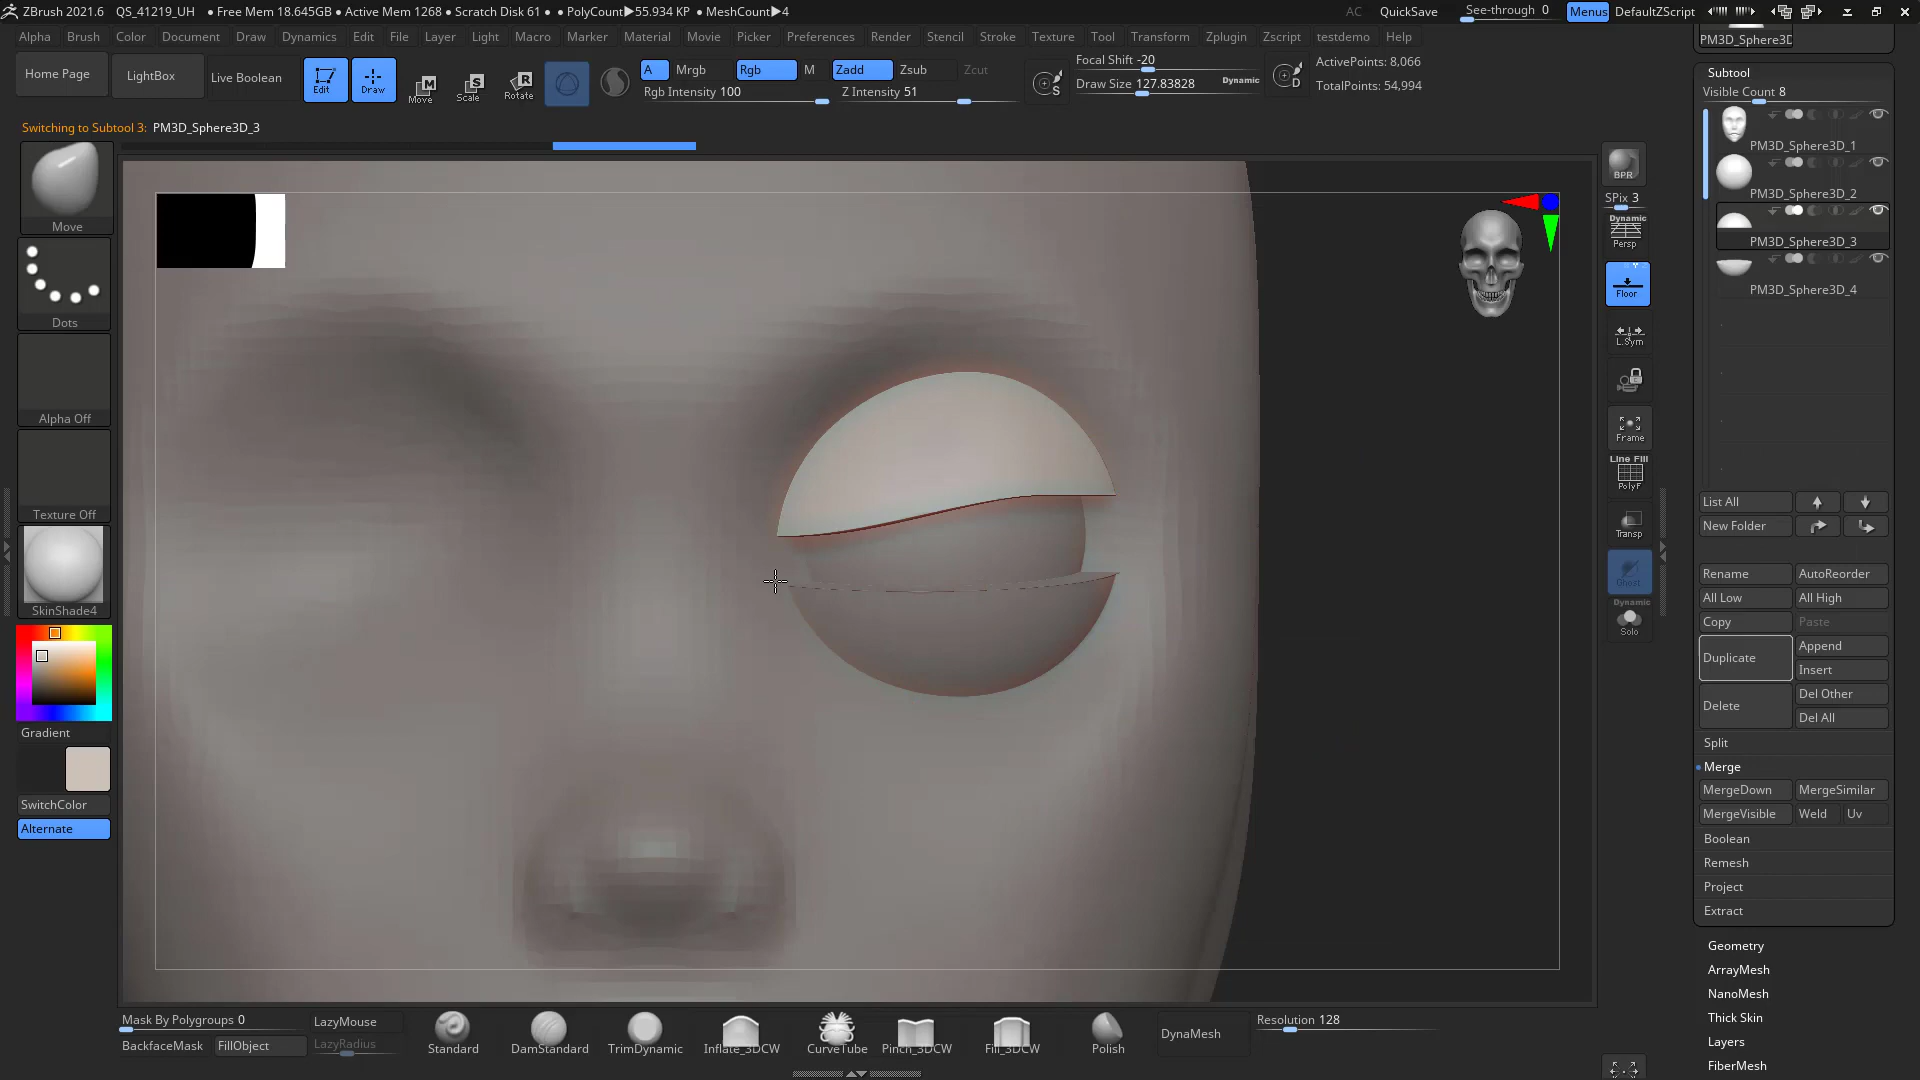 ZBrush 2021.6 QS_41219_UH ● Free Mem 18.645GB ● Active Mem 1268 ● Scratch Disk 61 ● ● PolyCount▶55.934 KP ● MeshCount▶4 AC QuickSave See-through 0 Menus DefaultZScript
PM3D_Sphere3D
Alpha Brush Color Document Draw Dynamics Edit File Layer Light Macro Marker Material Movie Picker Preferences Render Stencil Stroke Texture Tool Transform Zplugin Zscript testdemo Help
Home Page LightBox Live Boolean Edit Draw Move Scale Rotate
A Mrgb Rgb M Zadd Zsub Zcut
Rgb Intensity 100 Z Intensity 51
Focal Shift -20
Draw Size 127.83828 Dynamic
S D
ActivePoints: 8,066
TotalPoints: 54,994
Switching to Subtool 3: PM3D_Sphere3D_3
Move
Dots
Alpha Off
Texture Off
SkinShade4
Gradient
SwitchColor
Alternate
BPR
SPix 3
Dynamic
Persp
Floor
L.Sym
Frame
Line Fill
PolyF
Transp
Ghost
Dynamic
Solo
Subtool
Visible Count 8
PM3D_Sphere3D_1
PM3D_Sphere3D_2
PM3D_Sphere3D_3
PM3D_Sphere3D_4
List All
New Folder
Rename AutoReorder
All Low All High
Copy Paste
Duplicate Append
Insert
Delete Del Other
Del All
Split
Merge
MergeDown MergeSimilar
MergeVisible Weld Uv
Boolean
Remesh
Project
Extract
Geometry
ArrayMesh
NanoMesh
Thick Skin
Layers
FiberMesh
Mask By Polygroups 0 LazyMouse
BackfaceMask FillObject LazyRadius
Standard DamStandard TrimDynamic Inflate_3DCW CurveTube Pinch_3DCW Fill_3DCW Polish
DynaMesh Resolution 128